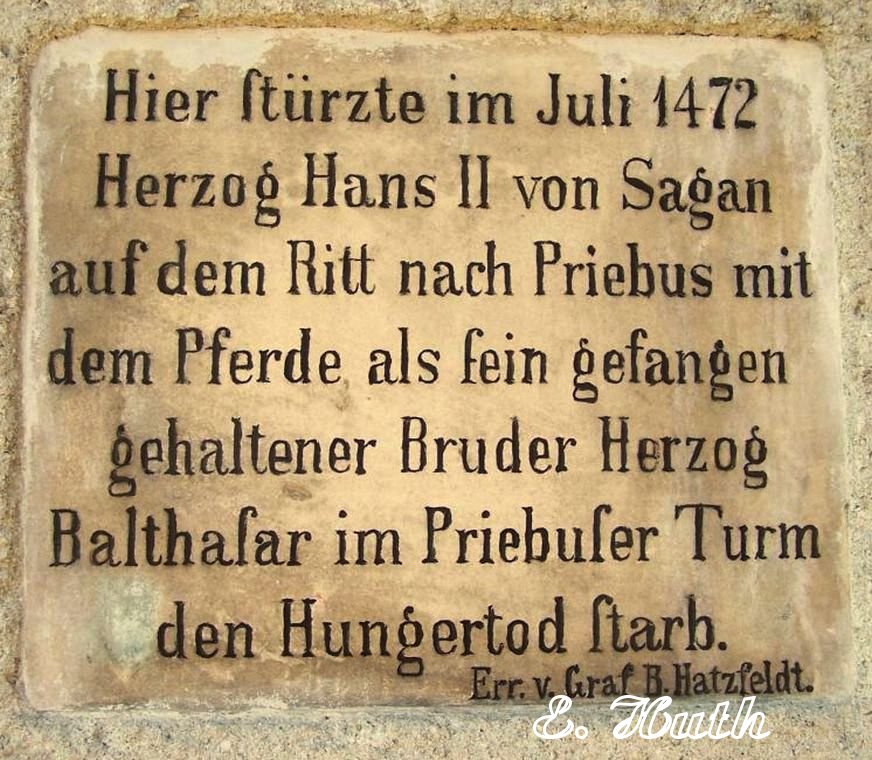 Hier ſtürzte im Juli 1472
Herzog Hans II von Sagan
auf dem Ritt nach Priebus mit
dem Pferde als ſein gefangen
gehaltener Bruder Herzog
Balthaſar im Priebuſer Turm
den Hungertod ſtarb.
Err. v. Graf B. Hatzfeldt.
E. Huth